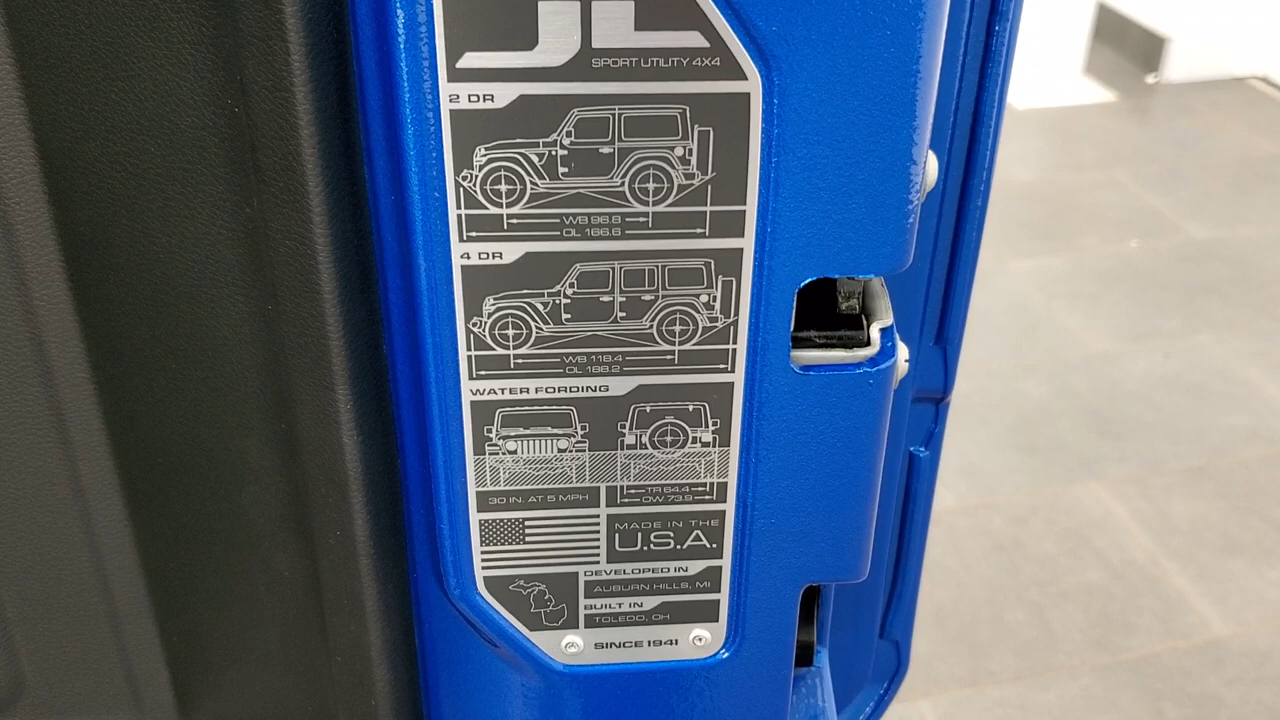 JL
SPORT UTILITY 4X4
2 DR
WB 96.8
OL 166.6
4 DR
WB 118.4
OL 188.2
WATER FORDING
30 IN. AT 5 MPH
TR 64.4
OW 73.9
MADE IN THE
U.S.A.
DEVELOPED IN
AUBURN HILLS, MI
BUILT IN
TOLEDO, OH
SINCE 1941